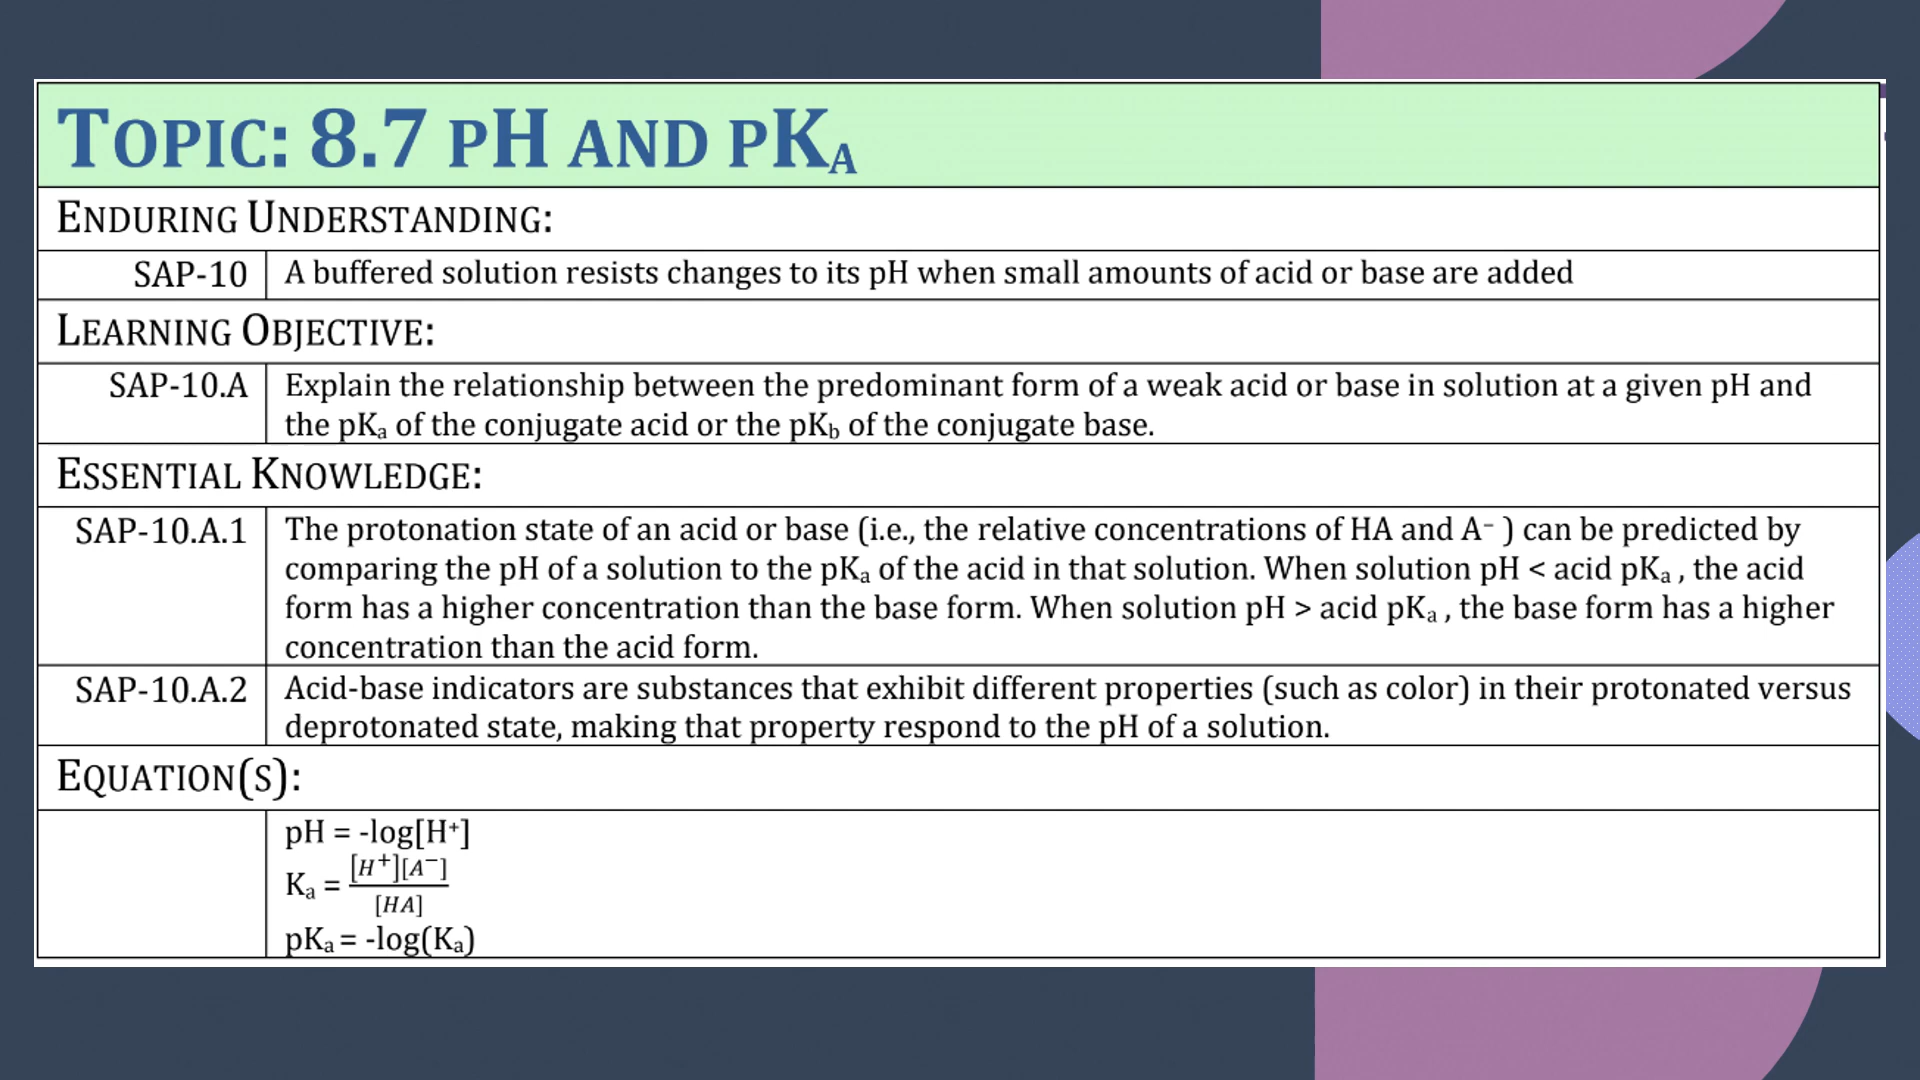 TOPIC: 8.7 PH AND PKA
ENDURING UNDERSTANDING:
SAP-10 A buffered solution resists changes to its pH when small amounts of acid or base are added
LEARNING OBJECTIVE:
SAP-10.A Explain the relationship between the predominant form of a weak acid or base in solution at a given pH and
the pKₐ of the conjugate acid or the pK_b of the conjugate base.
ESSENTIAL KNOWLEDGE:
SAP-10.A.1 The protonation state of an acid or base (i.e., the relative concentrations of HA and A⁻ ) can be predicted by
comparing the pH of a solution to the pKₐ of the acid in that solution. When solution pH < acid pKₐ , the acid
form has a higher concentration than the base form. When solution pH > acid pKₐ , the base form has a higher
concentration than the acid form.
SAP-10.A.2 Acid-base indicators are substances that exhibit different properties (such as color) in their protonated versus
deprotonated state, making that property respond to the pH of a solution.
EQUATION(S):
pH = -log[H⁺]
Kₐ = [H⁺][A⁻] / [HA]
pKₐ = -log(Kₐ)